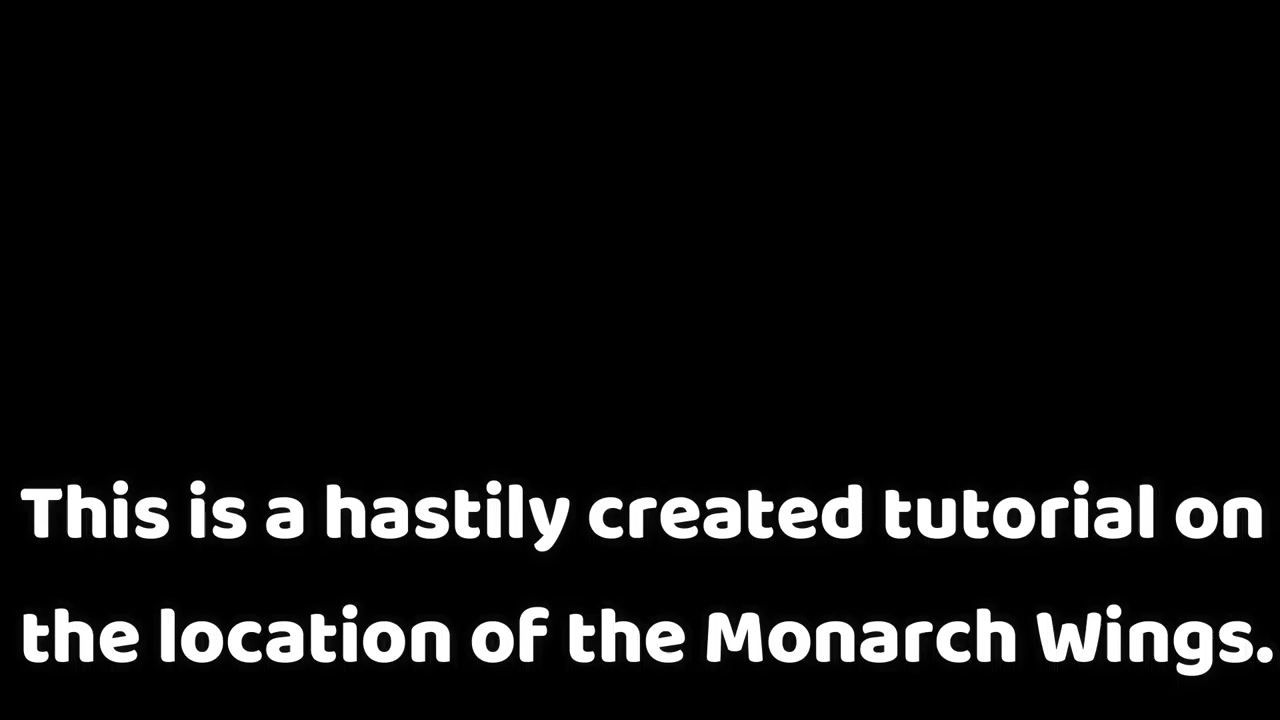 This is a hastily created tutorial on
the location of the Monarch Wings.